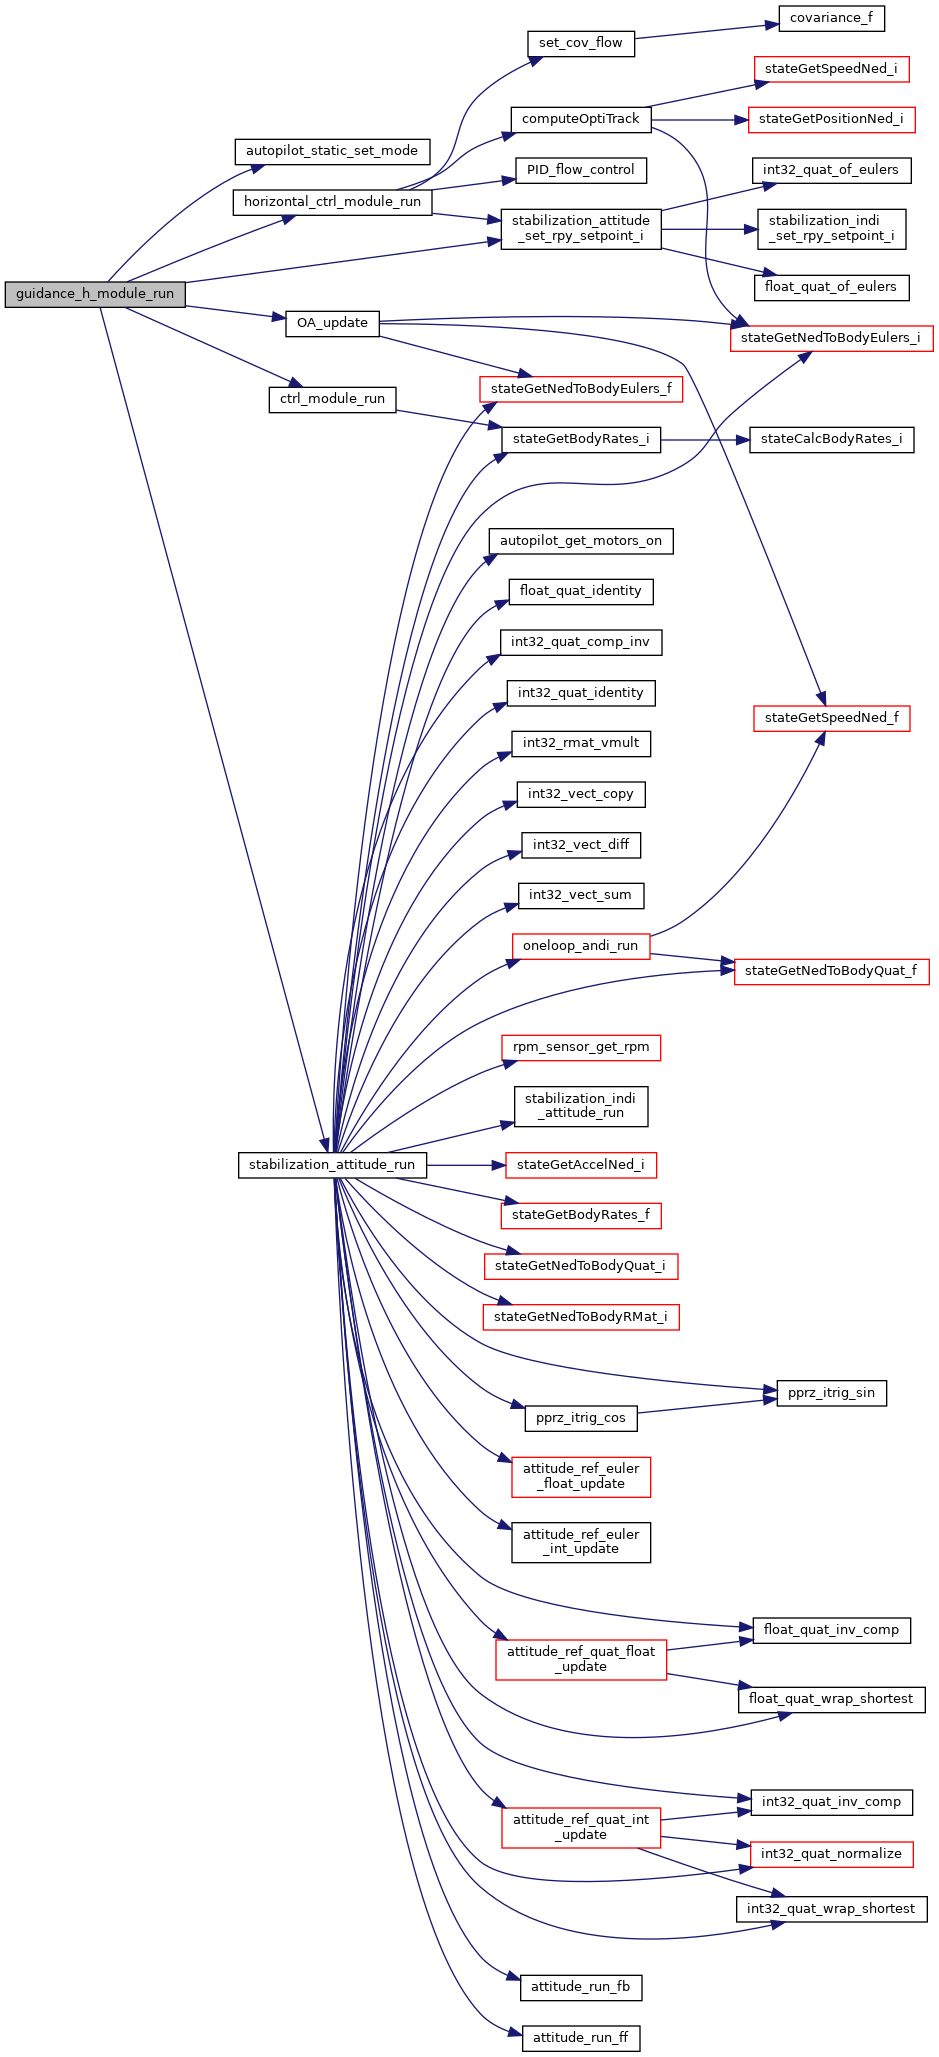 covariance_f
set_cov_flow
stateGetSpeedNed_i
computeOptiTrack
stateGetPositionNed_i
autopilot_static_set_mode
PID_flow_control
int32_quat_of_eulers
horizontal_ctrl_module_run
stabilization_attitude
_set_rpy_setpoint_i
stabilization_indi
_set_rpy_setpoint_i
guidance_h_module_run
float_quat_of_eulers
OA_update
stateGetNedToBodyEulers_i
stateGetNedToBodyEulers_f
ctrl_module_run
stateGetBodyRates_i
stateCalcBodyRates_i
autopilot_get_motors_on
float_quat_identity
int32_quat_comp_inv
int32_quat_identity
stateGetSpeedNed_f
int32_rmat_vmult
int32_vect_copy
int32_vect_diff
int32_vect_sum
oneloop_andi_run
stateGetNedToBodyQuat_f
rpm_sensor_get_rpm
stabilization_indi
_attitude_run
stabilization_attitude_run
stateGetAccelNed_i
stateGetBodyRates_f
stateGetNedToBodyQuat_i
stateGetNedToBodyRMat_i
pprz_itrig_sin
pprz_itrig_cos
attitude_ref_euler
_float_update
attitude_ref_euler
_int_update
float_quat_inv_comp
attitude_ref_quat_float
_update
float_quat_wrap_shortest
int32_quat_inv_comp
attitude_ref_quat_int
_update
int32_quat_normalize
int32_quat_wrap_shortest
attitude_run_fb
attitude_run_ff